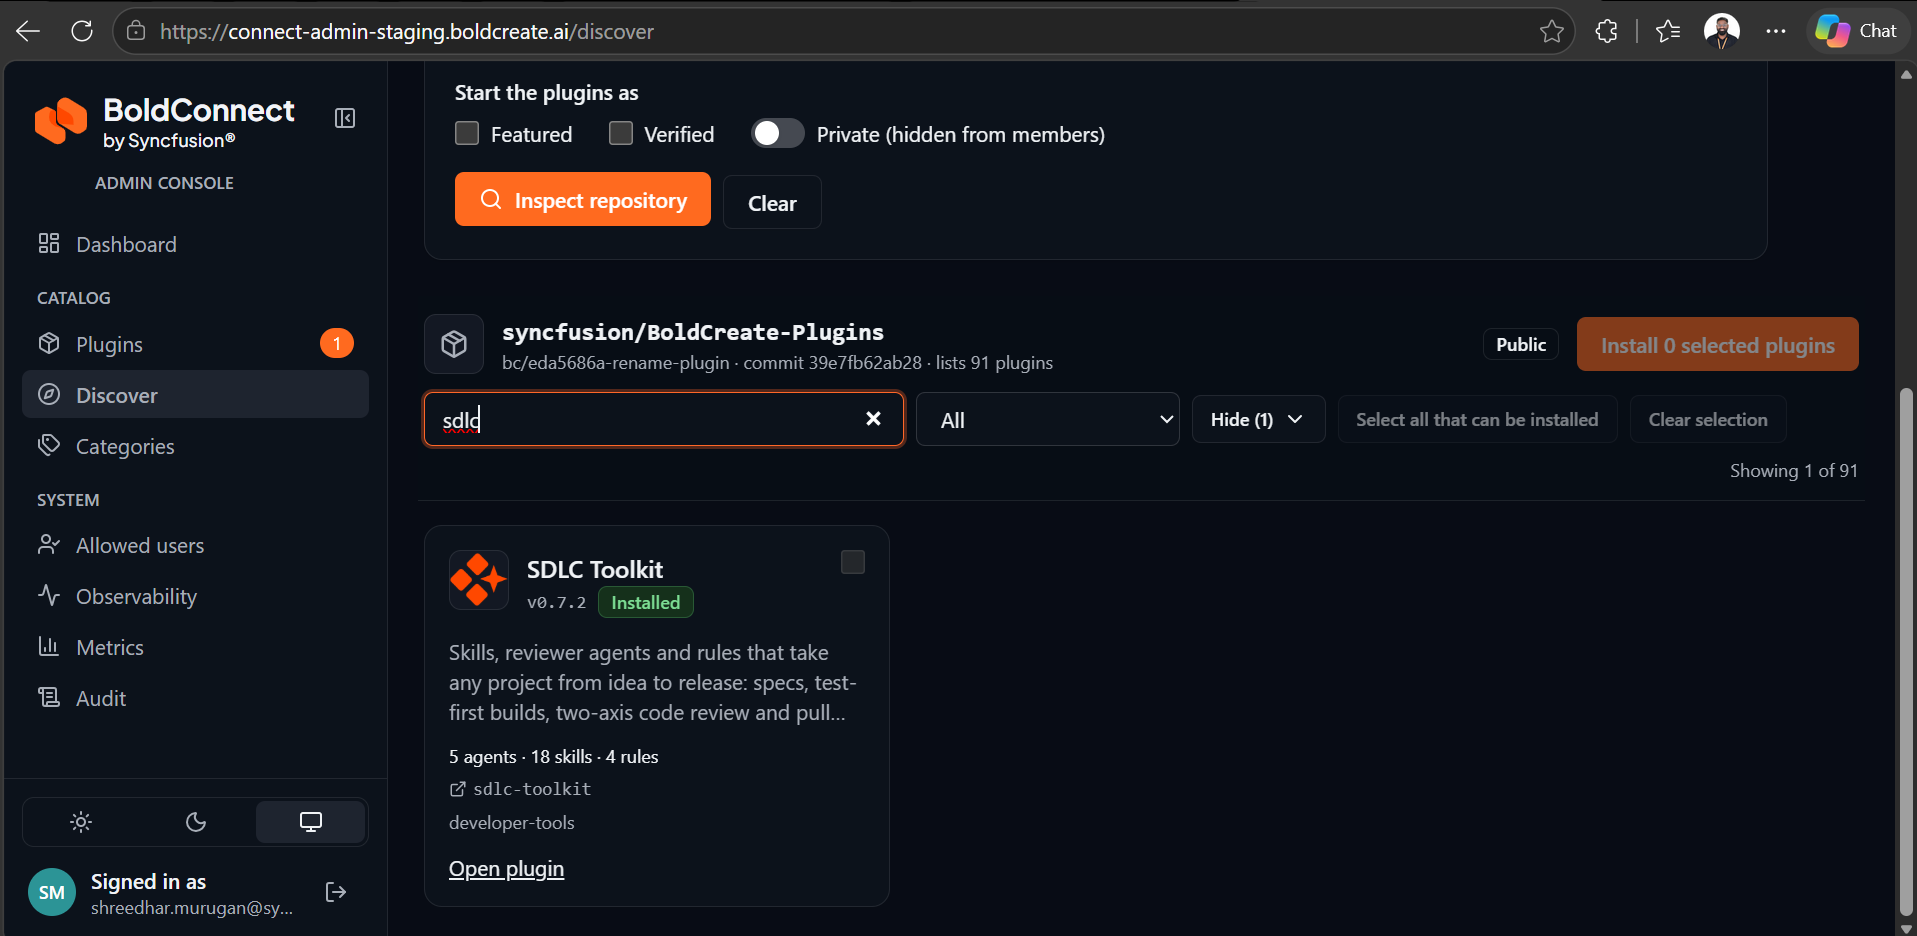 https://connect-admin-staging.boldcreate.ai/discover
Chat
BoldConnect
by Syncfusion®
ADMIN CONSOLE
Dashboard
CATALOG
Plugins 1
Discover
Categories
SYSTEM
Allowed users
Observability
Metrics
Audit
SM
Signed in as
shreedhar.murugan@sy...
Start the plugins as
Featured Verified Private (hidden from members)
Inspect repository Clear
syncfusion/BoldCreate-Plugins
bc/eda5686a-rename-plugin · commit 39e7fb62ab28 · lists 91 plugins
Public Install 0 selected plugins
sdlc All Hide (1) Select all that can be installed Clear selection
Showing 1 of 91
SDLC Toolkit
v0.7.2 Installed
Skills, reviewer agents and rules that take
any project from idea to release: specs, test-
first builds, two-axis code review and pull...
5 agents · 18 skills · 4 rules
sdlc-toolkit
developer-tools
Open plugin